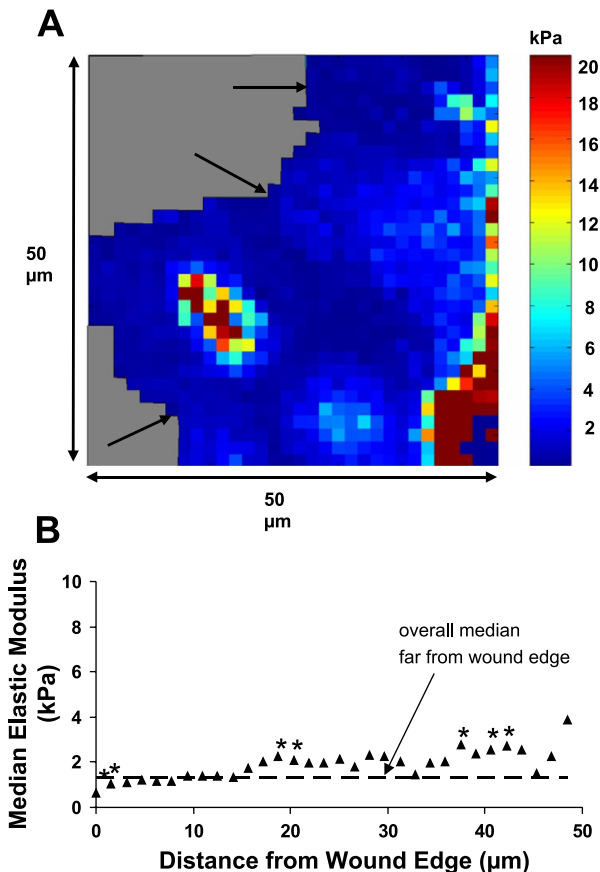 A
kPa
20
18
16
14
12
10
8
6
4
2
50
µm
50
µm
B
Median Elastic Modulus
(kPa)
10
8
6
4
2
0
overall median
far from wound edge
* * * * * * *
0 10 20 30 40 50
Distance from Wound Edge (µm)